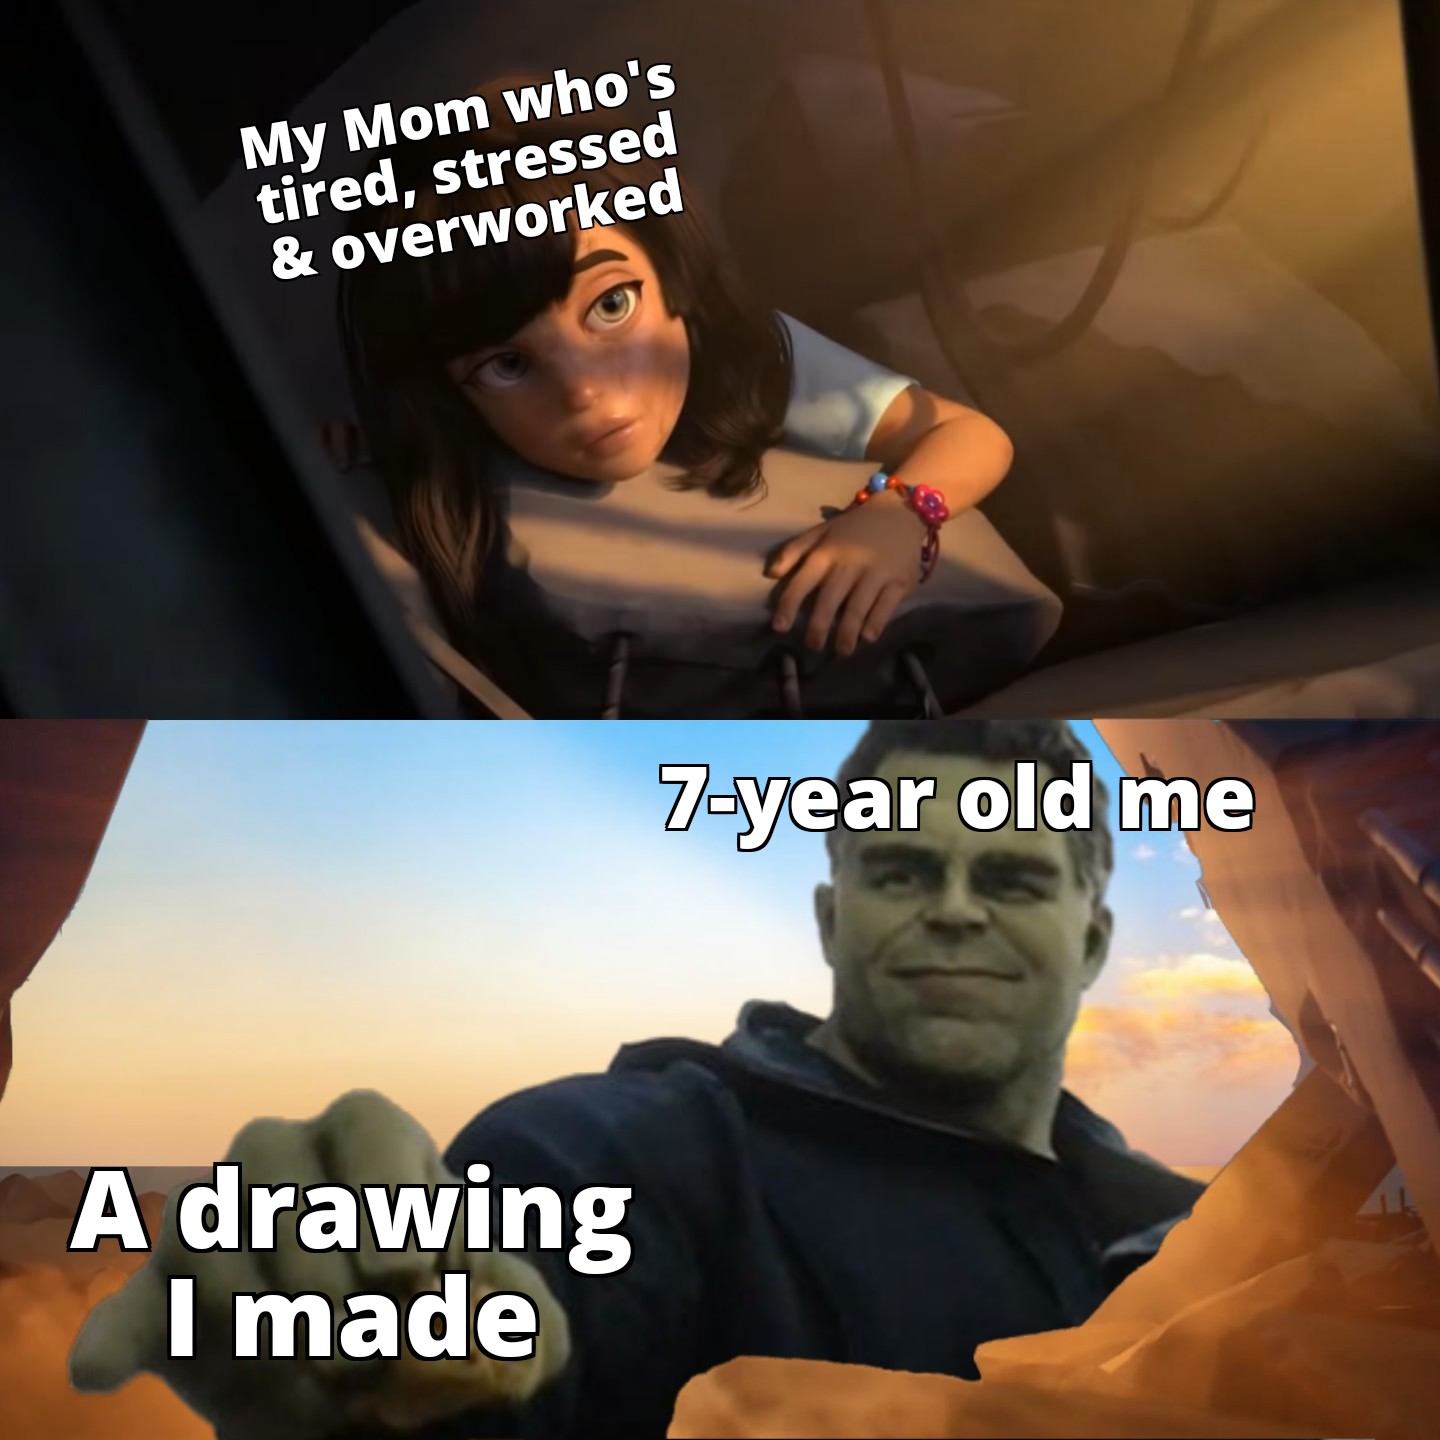 My Mom who's
tired, stressed
& overworked
7-year old me
A drawing
I made